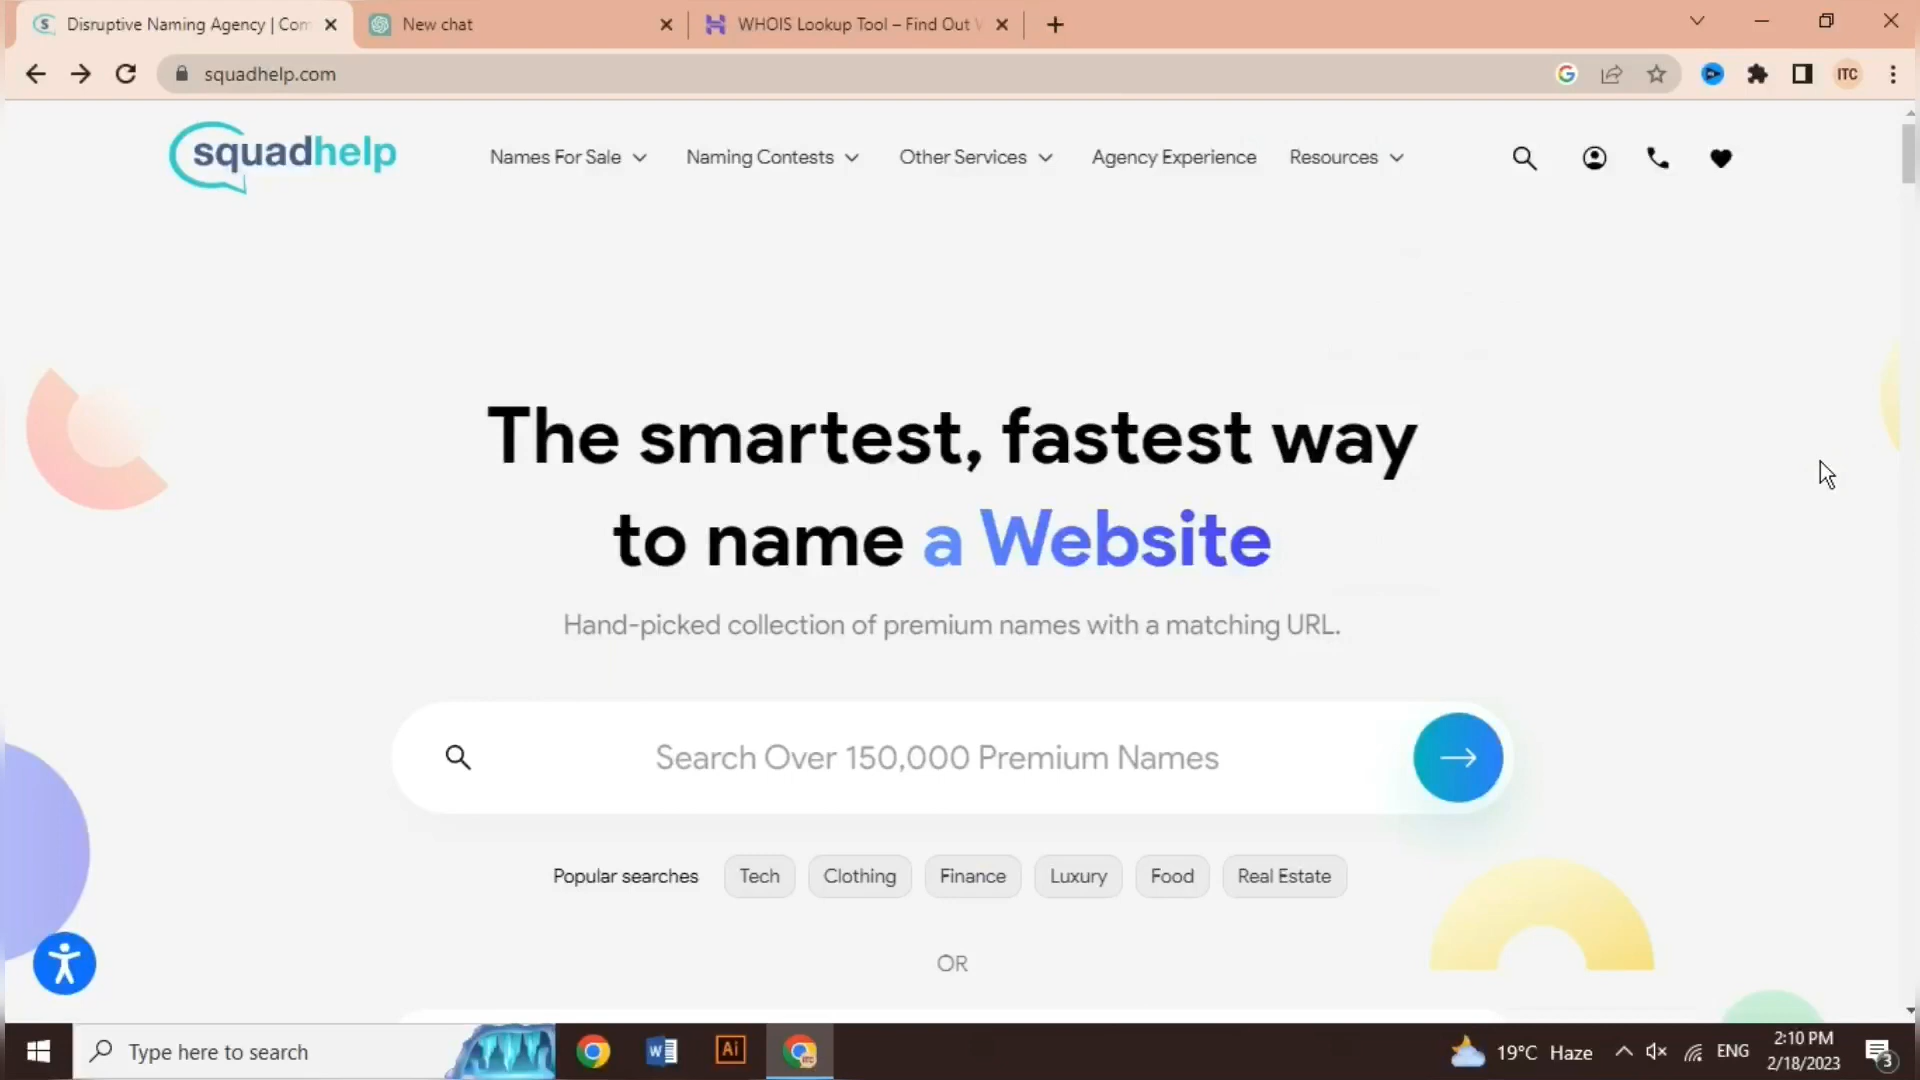 Disruptive Naming Agency | Com
New chat
WHOIS Lookup Tool – Find Out
squadhelp.com
ITC
squadhelp
Names For Sale
Naming Contests
Other Services
Agency Experience
Resources
The smartest, fastest way
to name a Website
Hand-picked collection of premium names with a matching URL.
Search Over 150,000 Premium Names
Popular searches
Tech
Clothing
Finance
Luxury
Food
Real Estate
OR
Type here to search
19°C Haze
ENG
2:10 PM
2/18/2023
3